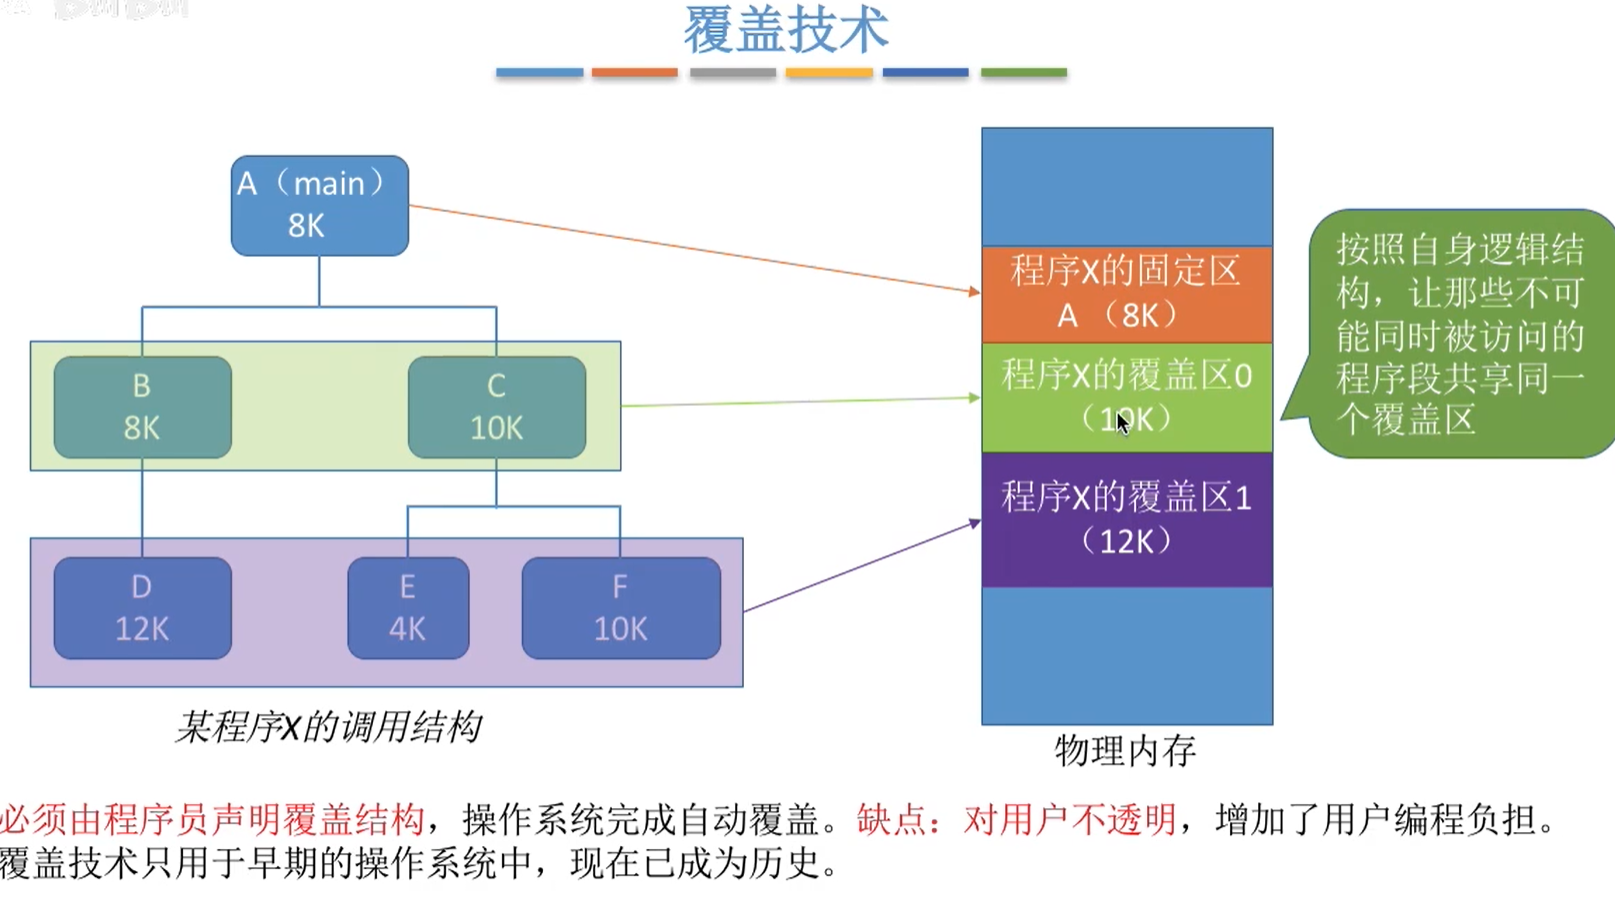 覆盖技术
A（main）
8K
B
8K
C
10K
D
12K
E
4K
F
10K
某程序X的调用结构
程序X的固定区
A （8K）
程序X的覆盖区0
（10K）
程序X的覆盖区1
（12K）
物理内存
按照自身逻辑结
构，让那些不可
能同时被访问的
程序段共享同一
个覆盖区
必须由程序员声明覆盖结构，操作系统完成自动覆盖。缺点：对用户不透明，增加了用户编程负担。
覆盖技术只用于早期的操作系统中，现在已成为历史。